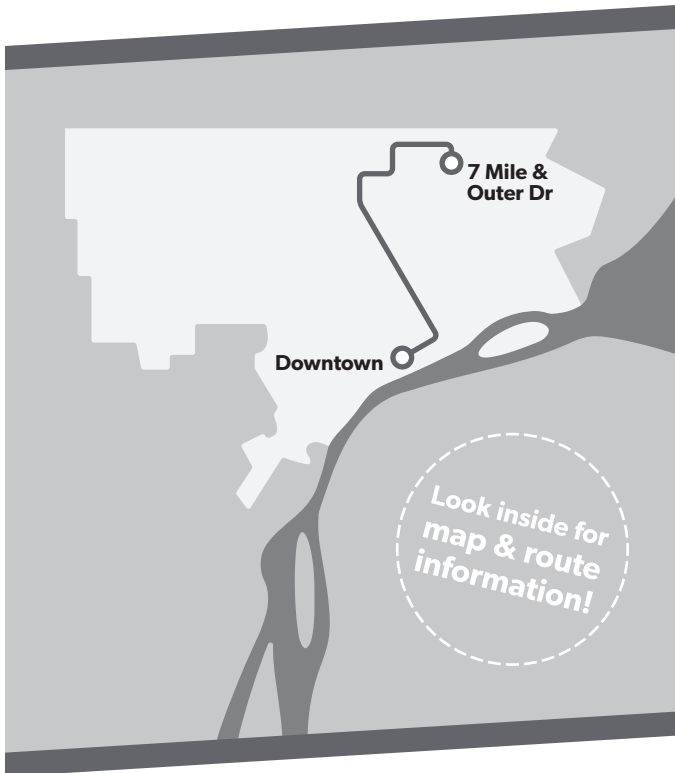 7 Mile &
Outer Dr
Downtown
Look inside for
map & route
information!